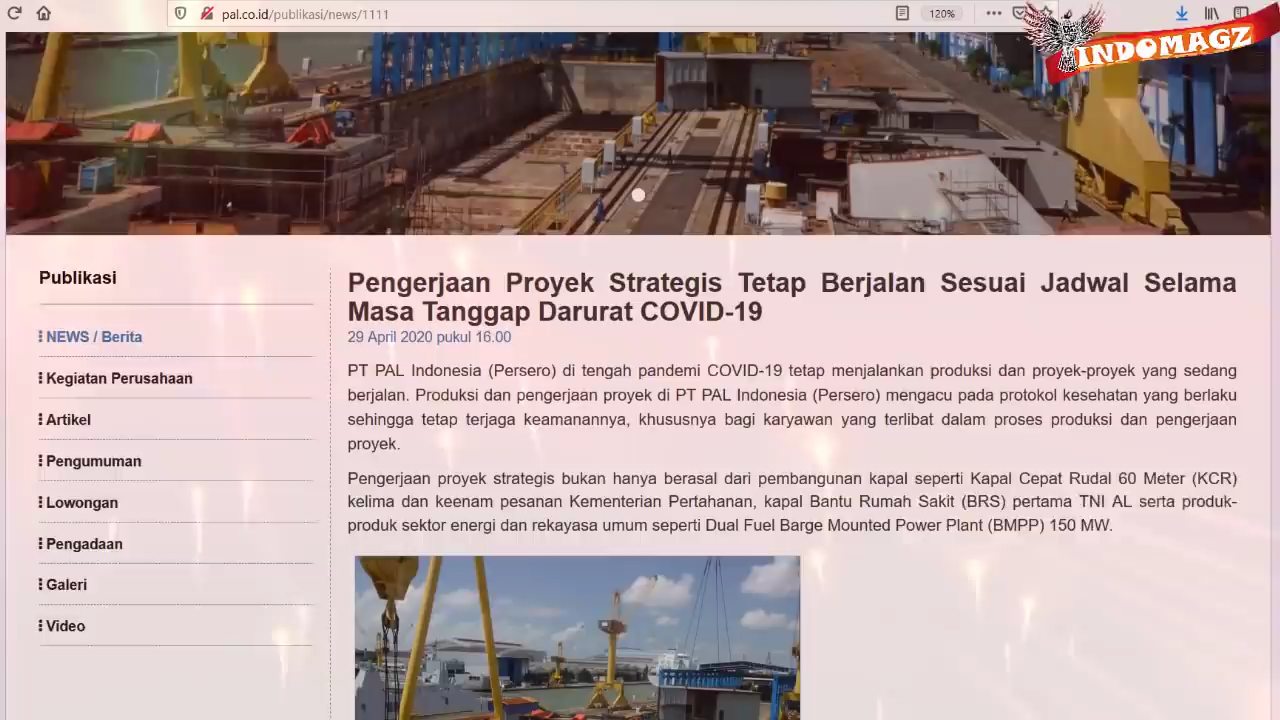 pal.co.id/publikasi/news/1111
120%
INDOMAGZ
Publikasi
NEWS / Berita
Kegiatan Perusahaan
Artikel
Pengumuman
Lowongan
Pengadaan
Galeri
Video
Pengerjaan Proyek Strategis Tetap Berjalan Sesuai Jadwal Selama
Masa Tanggap Darurat COVID-19
29 April 2020 pukul 16.00
PT PAL Indonesia (Persero) di tengah pandemi COVID-19 tetap menjalankan produksi dan proyek-proyek yang sedang
berjalan. Produksi dan pengerjaan proyek di PT PAL Indonesia (Persero) mengacu pada protokol kesehatan yang berlaku
sehingga tetap terjaga keamanannya, khususnya bagi karyawan yang terlibat dalam proses produksi dan pengerjaan
proyek.
Pengerjaan proyek strategis bukan hanya berasal dari pembangunan kapal seperti Kapal Cepat Rudal 60 Meter (KCR)
kelima dan keenam pesanan Kementerian Pertahanan, kapal Bantu Rumah Sakit (BRS) pertama TNI AL serta produk-
produk sektor energi dan rekayasa umum seperti Dual Fuel Barge Mounted Power Plant (BMPP) 150 MW.